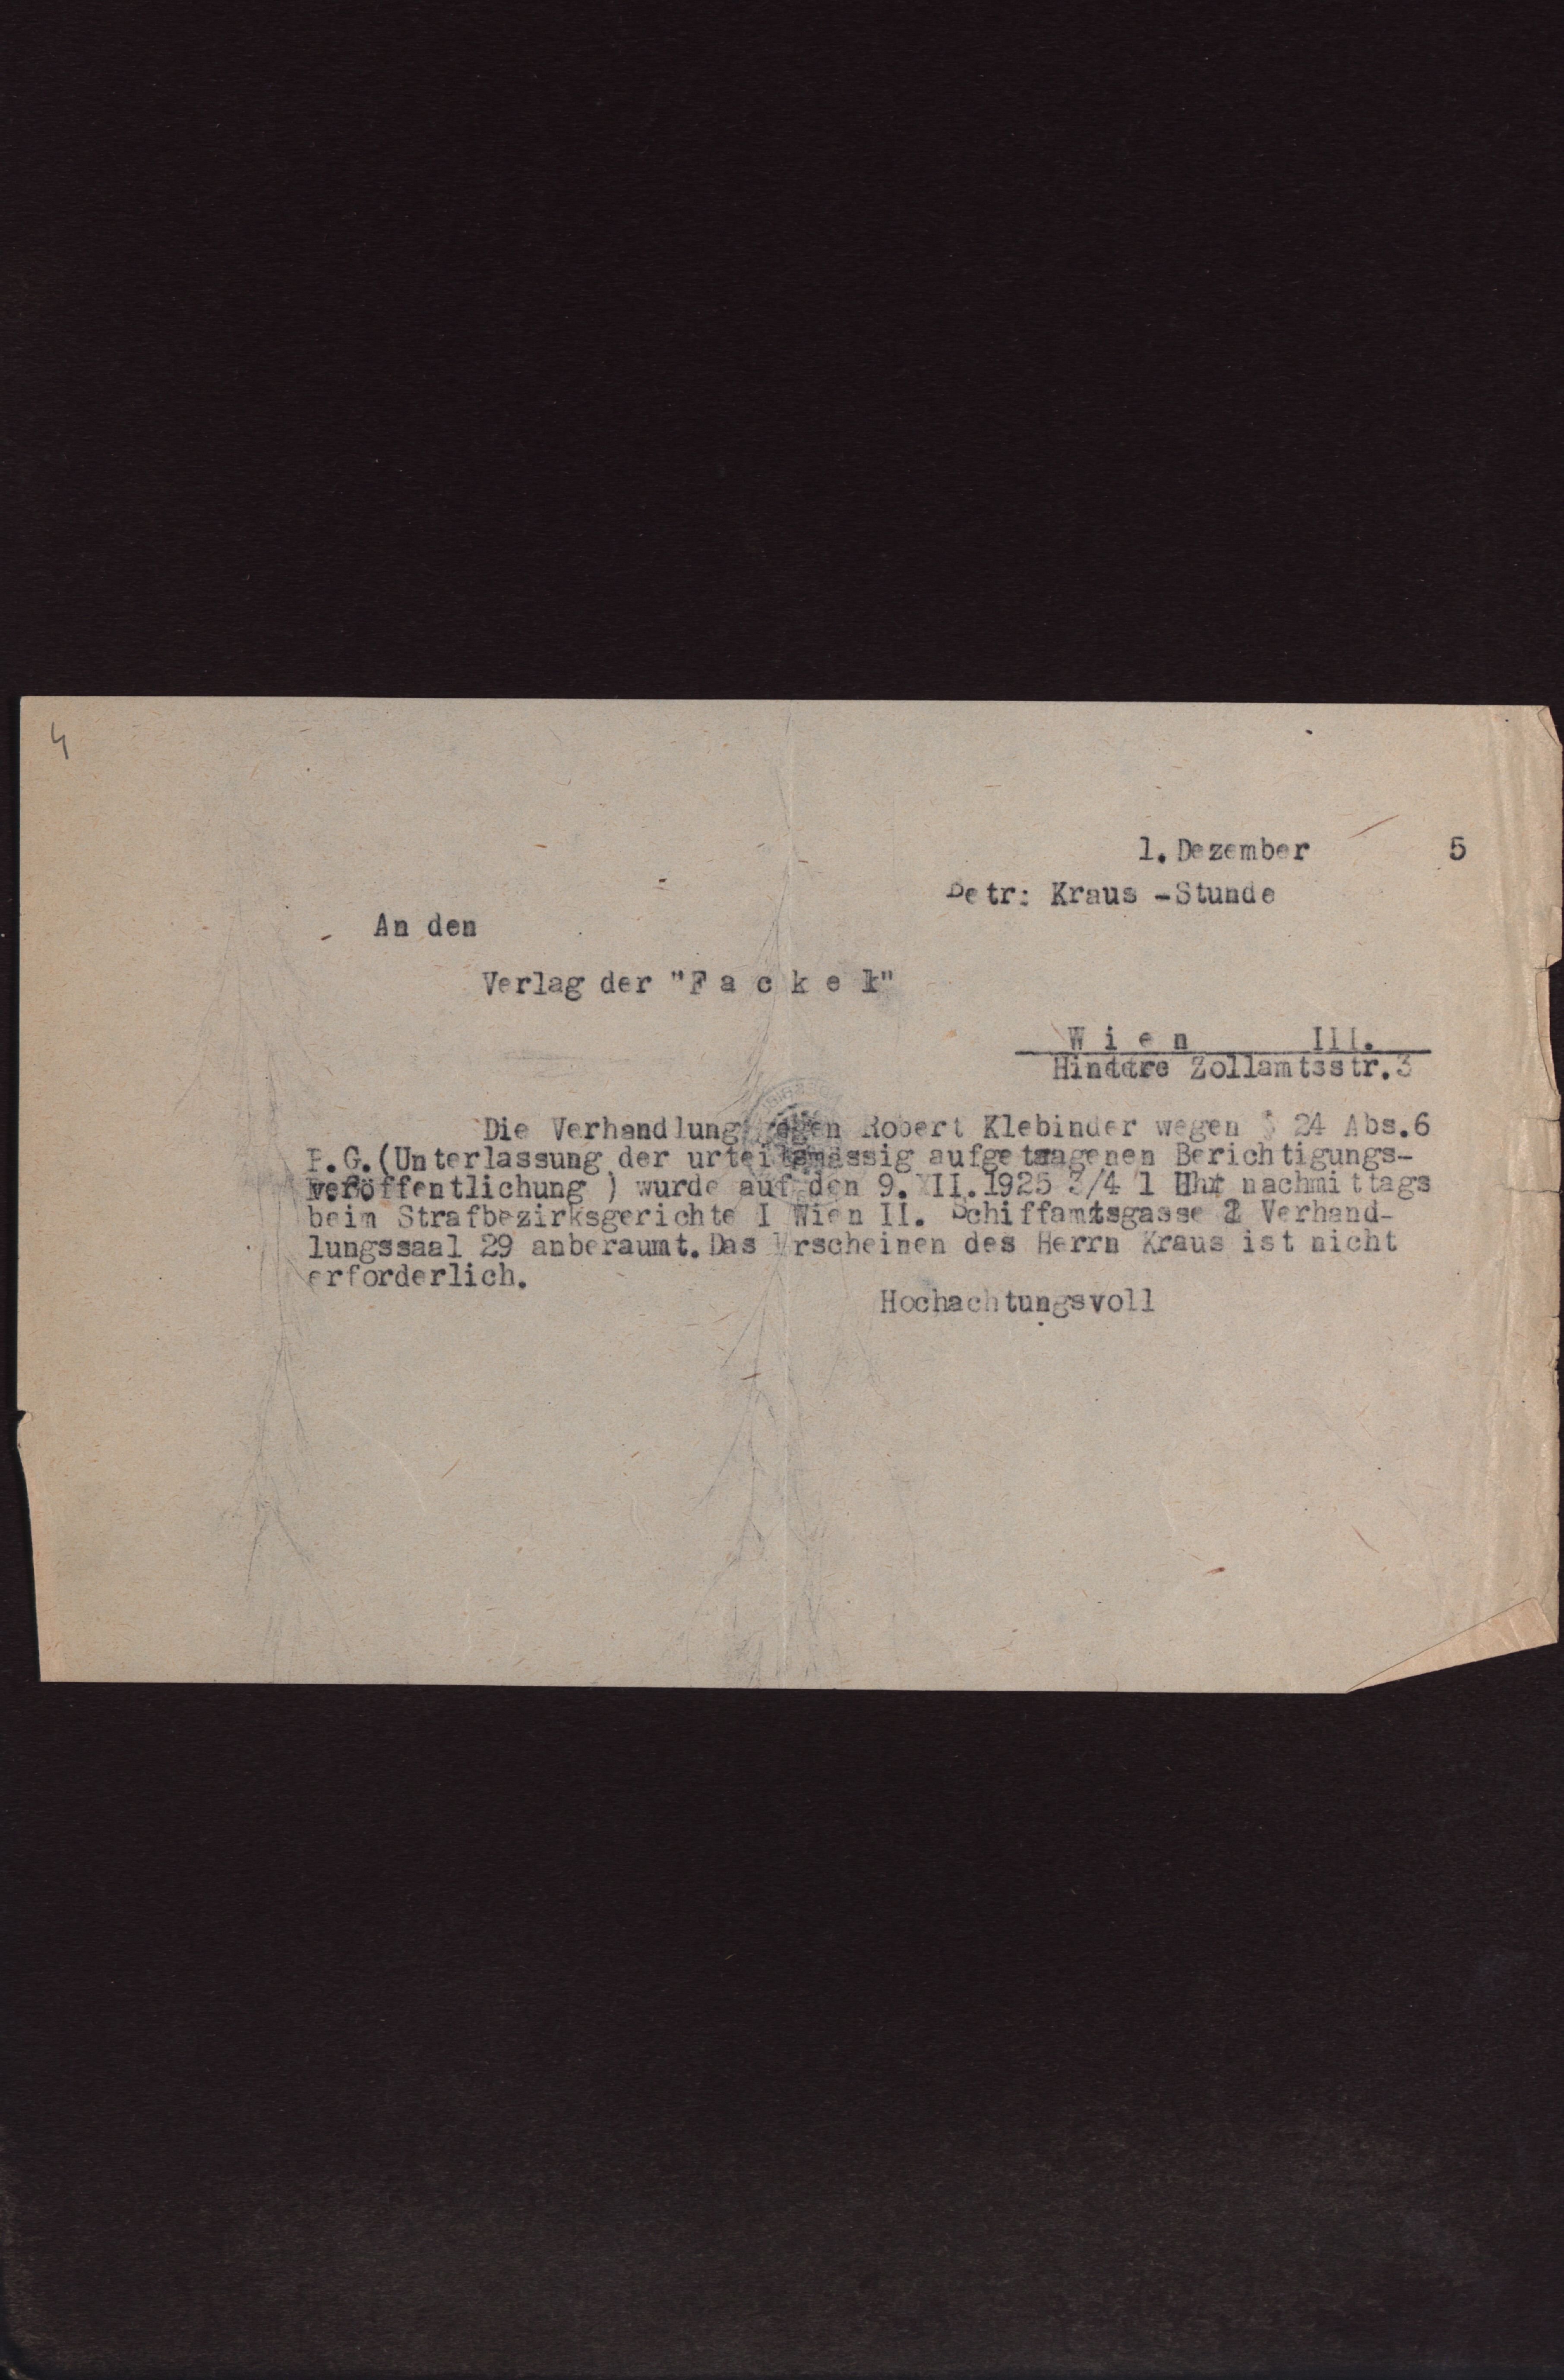 4
1. Dezember 5
Betr: Kraus -Stunde
An den
Verlag der "F a c k e l"
W i e n III.
Hindere Zollamtsstr.3
Die Verhandlung gegen Robert Klebinder wegen § 24 Abs.6
P.G.(Unterlassung der urteilsmässig aufgetragenen Berichtigungs-
veröffentlichung ) wurde auf den 9.XII.1925 3/4 1 Uhr nachmittags
beim Strafbezirksgerichte I Wien II. Schiffamtsgasse 1 Verhand-
lungssaal 29 anberaumt.Das Erscheinen des Herrn Kraus ist nicht
erforderlich.
Hochachtungsvoll